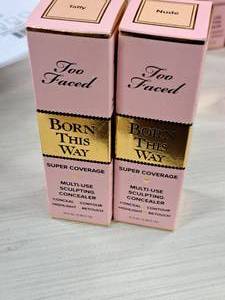 Taffy
Too
Faced
BORN
THIS
WAY
SUPER COVERAGE
MULTI-USE
SCULPTING
CONCEALER
CONCEAL · CONTOUR
HIGHLIGHT · RETOUCH
Nude
Too
Faced
BORN
THIS
WAY
SUPER COVERAGE
MULTI-USE
SCULPTING
CONCEALER
CONCEAL · CONTOUR
HIGHLIGHT · RETOUCH